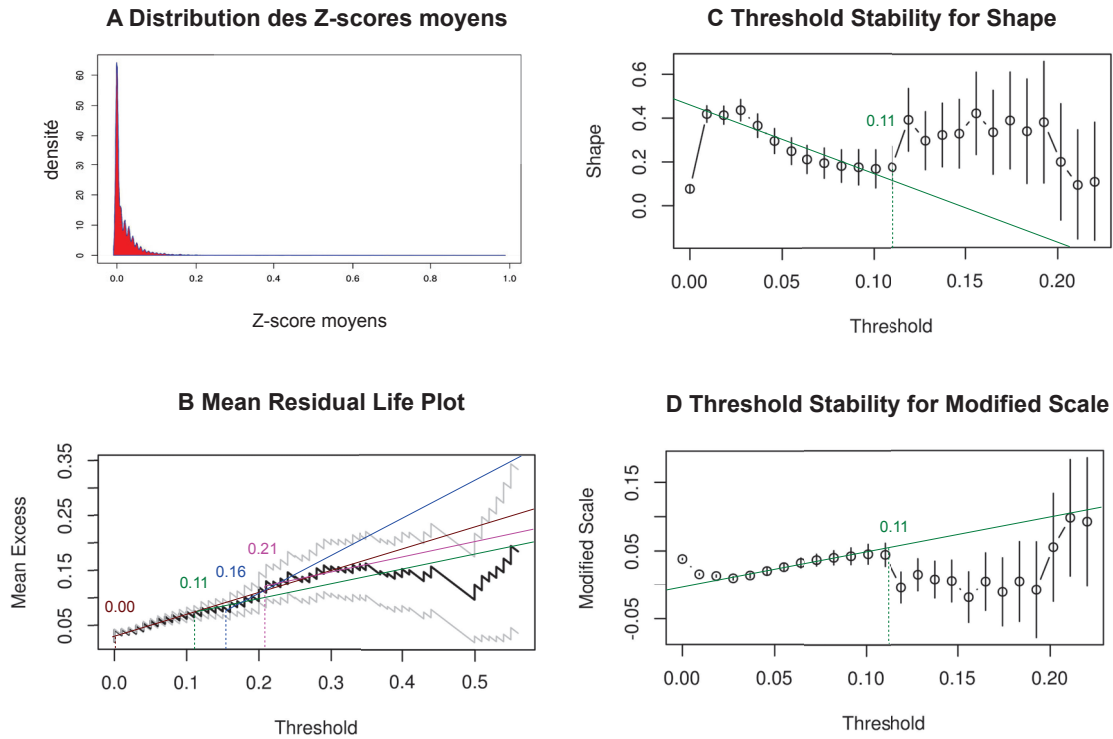 A Distribution des Z-scores moyens
densité
60
50
40
30
20
10
0
0.0 0.2 0.4 0.6 0.8 1.0
Z-score moyens
C Threshold Stability for Shape
Shape
0.6
0.4
0.2
0.0
0.11
0.00 0.05 0.10 0.15 0.20
Threshold
B Mean Residual Life Plot
Mean Excess
0.35
0.25
0.15
0.05
0.00
0.11
0.16
0.21
0.0 0.1 0.2 0.3 0.4 0.5
Threshold
D Threshold Stability for Modified Scale
Modified Scale
0.15
0.05
-0.05
0.11
0.00 0.05 0.10 0.15 0.20
Threshold